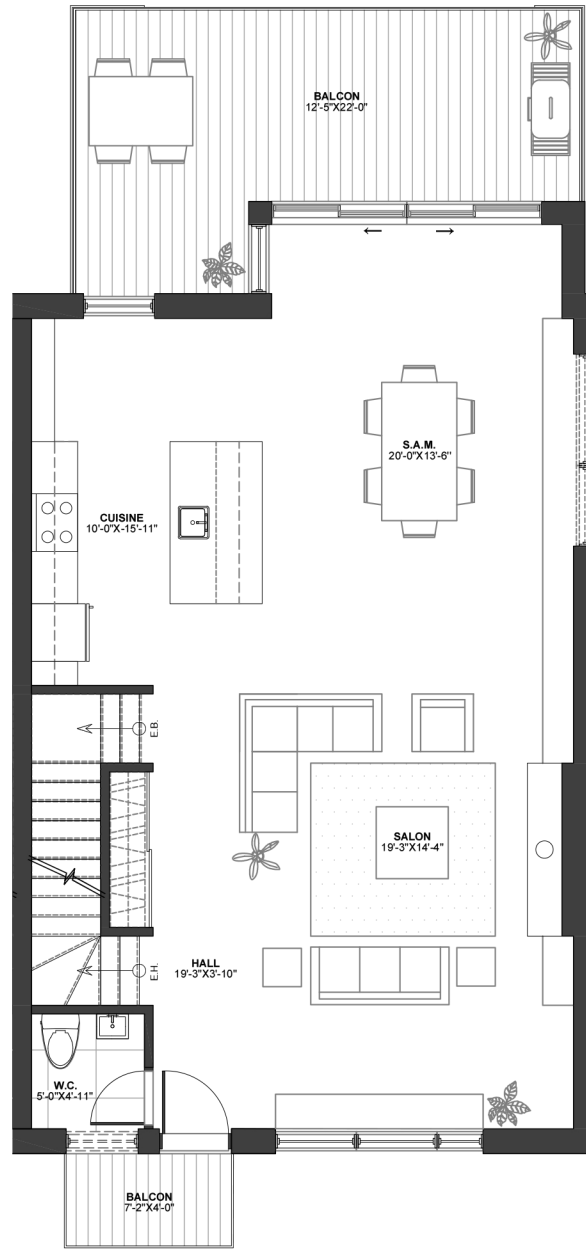 BALCON
12'-5"X22'-0"
S.A.M.
20'-0"X13'-6"
CUISINE
10'-0"X-15'-11"
E.B.
SALON
19'-3"X14'-4"
HALL
19'-3"X3'-10"
E.H.
W.C.
5'-0"X4'-11"
BALCON
7'-2"X4'-0"